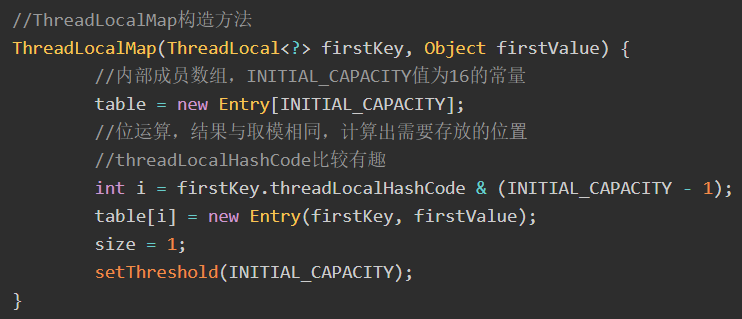 //ThreadLocalMap构造方法
ThreadLocalMap(ThreadLocal<?> firstKey, Object firstValue) {
//内部成员数组，INITIAL_CAPACITY值为16的常量
table = new Entry[INITIAL_CAPACITY];
//位运算，结果与取模相同，计算出需要存放的位置
//threadLocalHashCode比较有趣
int i = firstKey.threadLocalHashCode & (INITIAL_CAPACITY - 1);
table[i] = new Entry(firstKey, firstValue);
size = 1;
setThreshold(INITIAL_CAPACITY);
}